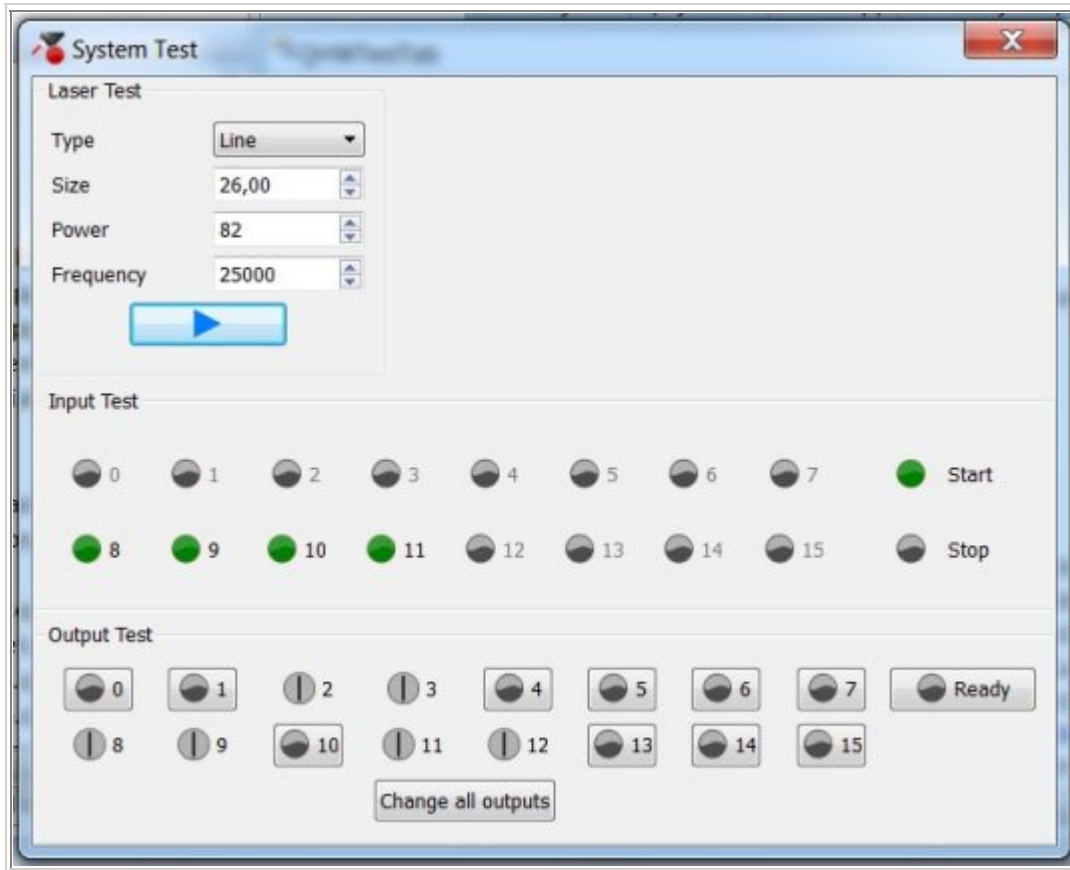 System Test
Laser Test
Type Line
Size 26,00
Power 82
Frequency 25000
Input Test
0 1 2 3 4 5 6 7 Start
8 9 10 11 12 13 14 15 Stop
Output Test
0 1 2 3 4 5 6 7 Ready
8 9 10 11 12 13 14 15
Change all outputs